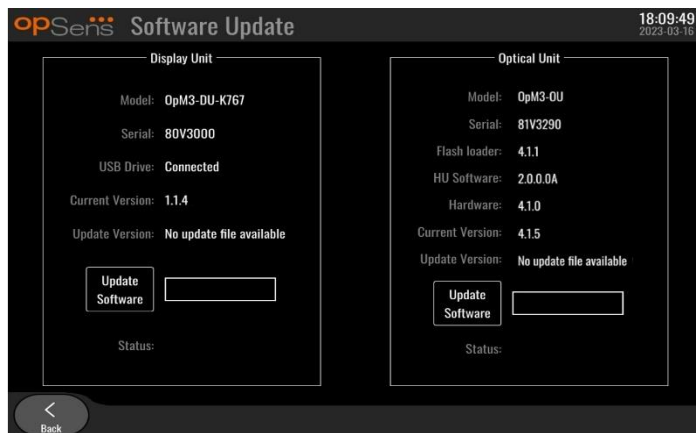 opSens Software Update
18:09:49
2023-03-16
Display Unit
Model: OpM3-DU-K767
Serial: 80V3000
USB Drive: Connected
Current Version: 1.1.4
Update Version: No update file available
Update
Software
Status:
Optical Unit
Model: OpM3-OU
Serial: 81V3290
Flash loader: 4.1.1
HU Software: 2.0.0.0A
Hardware: 4.1.0
Current Version: 4.1.5
Update Version: No update file available
Update
Software
Status:
Back